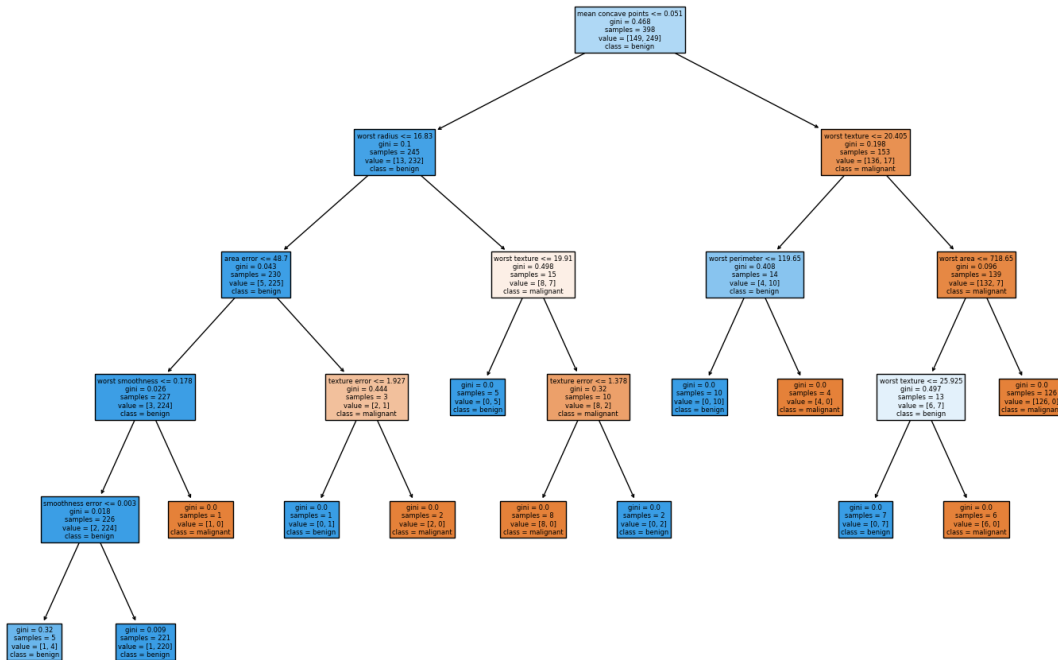 mean concave points <= 0.051
gini = 0.468
samples = 398
value = [149, 249]
class = benign
worst radius <= 16.83
gini = 0.1
samples = 245
value = [13, 232]
class = benign
worst texture <= 20.405
gini = 0.198
samples = 153
value = [136, 17]
class = malignant
area error <= 48.7
gini = 0.043
samples = 230
value = [5, 225]
class = benign
worst texture <= 19.91
gini = 0.498
samples = 15
value = [8, 7]
class = malignant
worst perimeter <= 119.65
gini = 0.408
samples = 14
value = [4, 10]
class = benign
worst area <= 718.65
gini = 0.096
samples = 139
value = [132, 7]
class = malignant
worst smoothness <= 0.178
gini = 0.026
samples = 227
value = [3, 224]
class = benign
texture error <= 1.927
gini = 0.444
samples = 3
value = [2, 1]
class = malignant
gini = 0.0
samples = 5
value = [0, 5]
class = benign
texture error <= 1.378
gini = 0.32
samples = 10
value = [8, 2]
class = malignant
gini = 0.0
samples = 10
value = [0, 10]
class = benign
gini = 0.0
samples = 4
value = [4, 0]
class = malignant
worst texture <= 25.925
gini = 0.497
samples = 13
value = [6, 7]
class = benign
gini = 0.0
samples = 126
value = [126, 0]
class = malignant
smoothness error <= 0.003
gini = 0.018
samples = 226
value = [2, 224]
class = benign
gini = 0.0
samples = 1
value = [1, 0]
class = malignant
gini = 0.0
samples = 1
value = [0, 1]
class = benign
gini = 0.0
samples = 2
value = [2, 0]
class = malignant
gini = 0.0
samples = 8
value = [8, 0]
class = malignant
gini = 0.0
samples = 2
value = [0, 2]
class = benign
gini = 0.0
samples = 7
value = [0, 7]
class = benign
gini = 0.0
samples = 6
value = [6, 0]
class = malignant
gini = 0.32
samples = 5
value = [1, 4]
class = benign
gini = 0.009
samples = 221
value = [1, 220]
class = benign